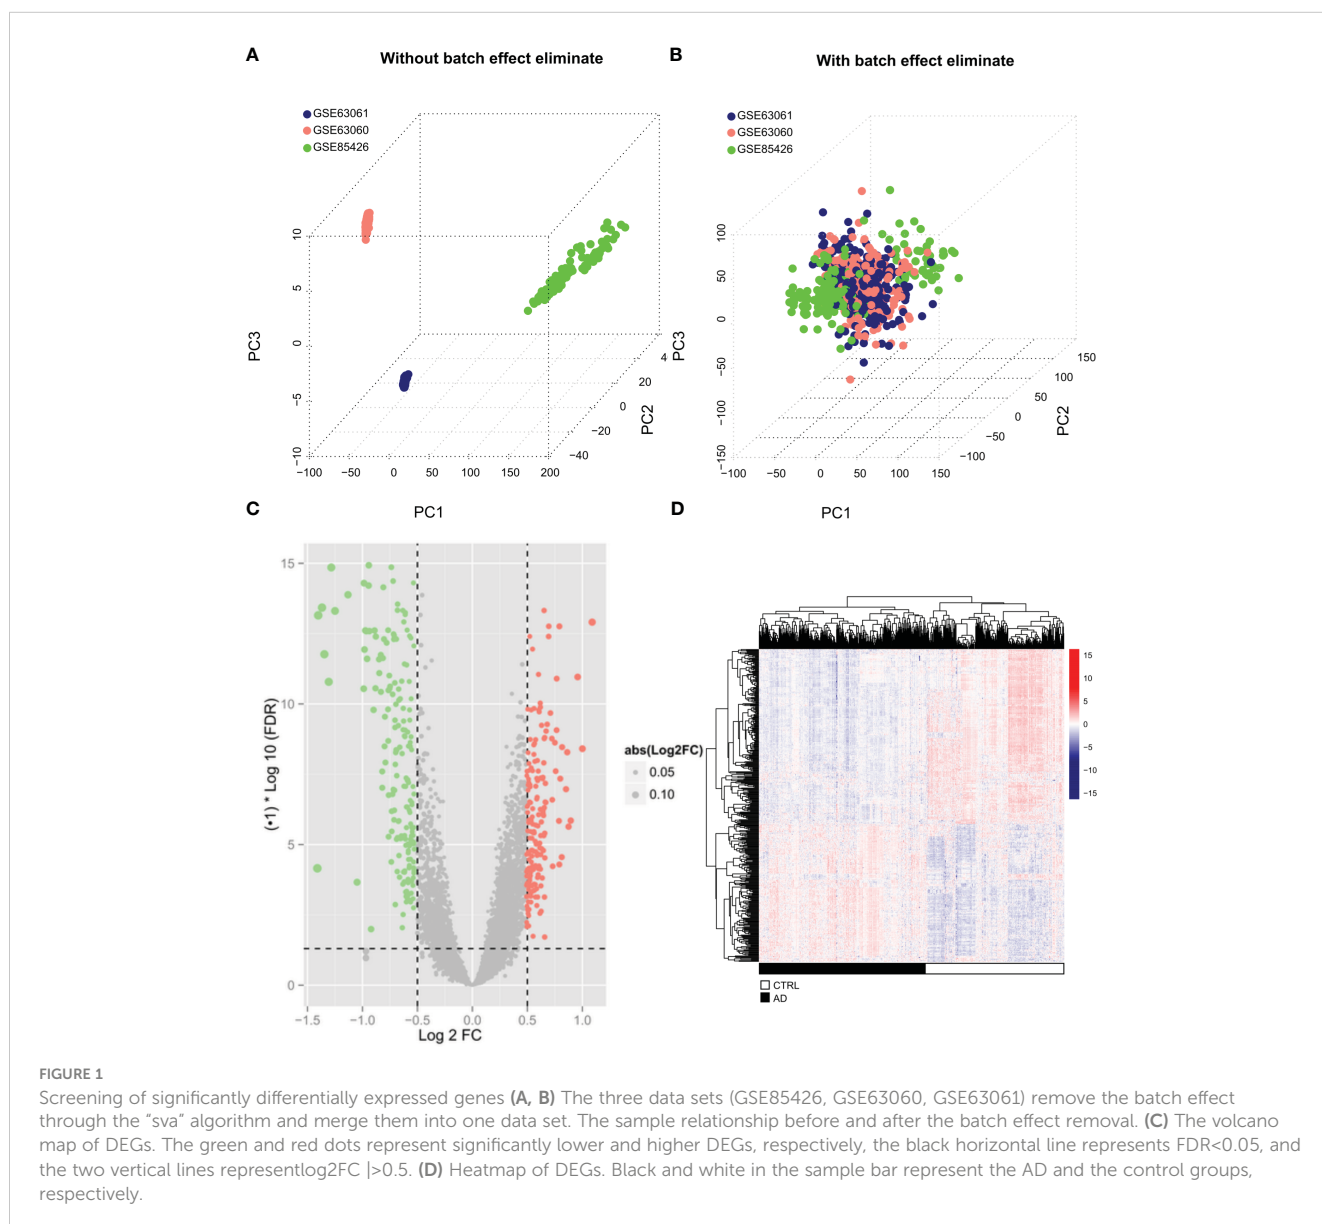 A
Without batch effect eliminate
GSE63061
GSE63060
GSE85426
10
5
0
−5
−10
PC3
−100 −50 0 50 100 150 200
−40
−20
0
20
4
PC2
PC1
B
With batch effect eliminate
GSE63061
GSE63060
GSE85426
100
50
0
−50
−100
−150
PC3
−100 −50 0 50 100 150
−100
−50
0
50
100
150
PC2
PC1
C
15
10
5
0
(•1) * Log 10 (FDR)
−1.5 −1.0 −0.5 0.0 0.5 1.0
Log 2 FC
abs(Log2FC)
0.05
0.10
D
15
10
5
0
−5
−10
−15
CTRL
AD
FIGURE 1
Screening of significantly differentially expressed genes (A, B) The three data sets (GSE85426, GSE63060, GSE63061) remove the batch effect
through the “sva” algorithm and merge them into one data set. The sample relationship before and after the batch effect removal. (C) The volcano
map of DEGs. The green and red dots represent significantly lower and higher DEGs, respectively, the black horizontal line represents FDR<0.05, and
the two vertical lines representlog2FC |>0.5. (D) Heatmap of DEGs. Black and white in the sample bar represent the AD and the control groups,
respectively.